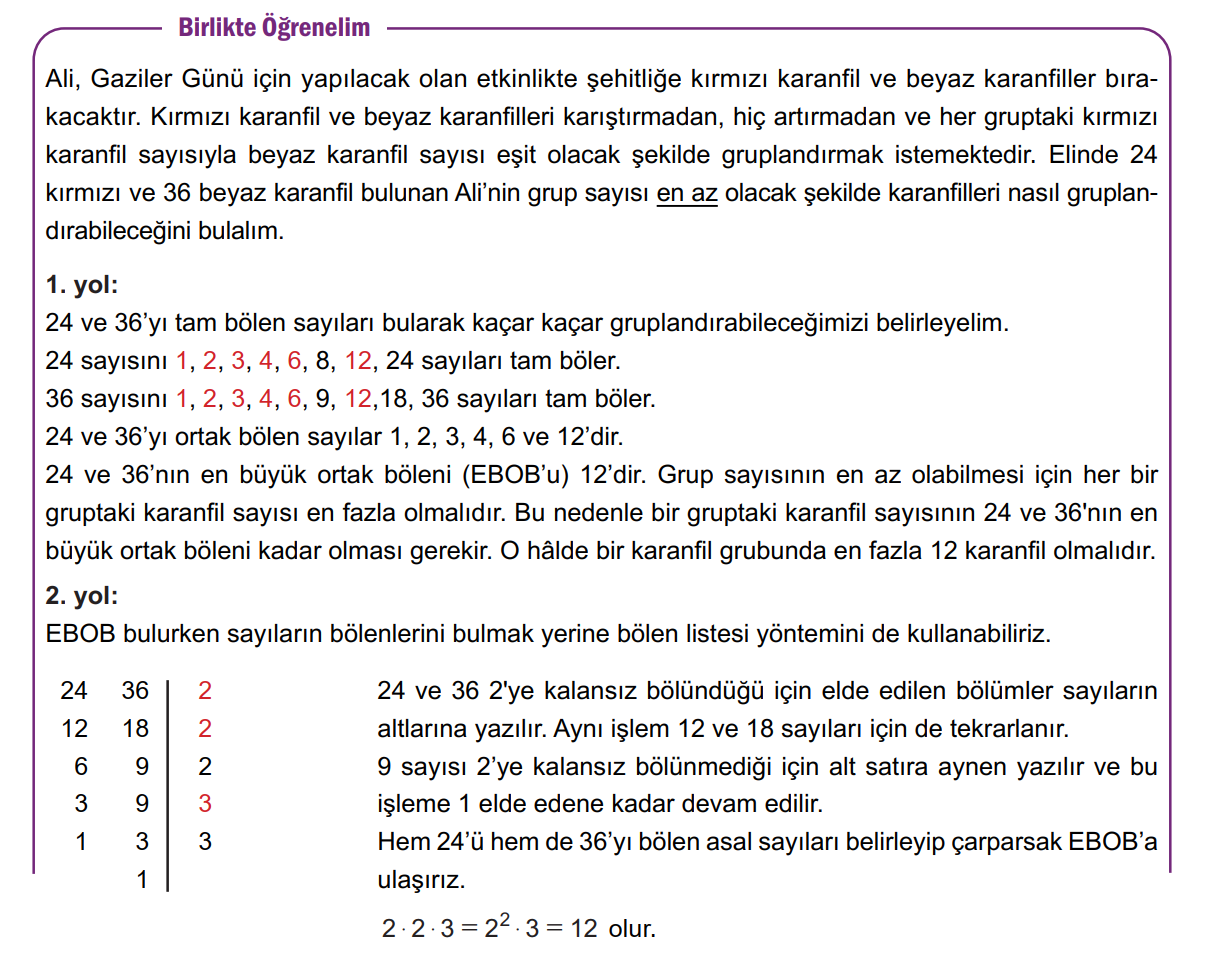 Birlikte Öğrenelim
Ali, Gaziler Günü için yapılacak olan etkinlikte şehitliğe kırmızı karanfil ve beyaz karanfiller bıra-
kacaktır. Kırmızı karanfil ve beyaz karanfilleri karıştırmadan, hiç artırmadan ve her gruptaki kırmızı
karanfil sayısıyla beyaz karanfil sayısı eşit olacak şekilde gruplandırmak istemektedir. Elinde 24
kırmızı ve 36 beyaz karanfil bulunan Ali’nin grup sayısı en az olacak şekilde karanfilleri nasıl gruplan-
dırabileceğini bulalım.
1. yol:
24 ve 36’yı tam bölen sayıları bularak kaçar kaçar gruplandırabileceğimizi belirleyelim.
24 sayısını 1, 2, 3, 4, 6, 8, 12, 24 sayıları tam böler.
36 sayısını 1, 2, 3, 4, 6, 9, 12,18, 36 sayıları tam böler.
24 ve 36’yı ortak bölen sayılar 1, 2, 3, 4, 6 ve 12’dir.
24 ve 36’nın en büyük ortak böleni (EBOB’u) 12’dir. Grup sayısının en az olabilmesi için her bir
gruptaki karanfil sayısı en fazla olmalıdır. Bu nedenle bir gruptaki karanfil sayısının 24 ve 36'nın en
büyük ortak böleni kadar olması gerekir. O hâlde bir karanfil grubunda en fazla 12 karanfil olmalıdır.
2. yol:
EBOB bulurken sayıların bölenlerini bulmak yerine bölen listesi yöntemini de kullanabiliriz.
24 36 2
12 18 2
6 9 2
3 9 3
1 3 3
1
24 ve 36 2'ye kalansız bölündüğü için elde edilen bölümler sayıların
altlarına yazılır. Aynı işlem 12 ve 18 sayıları için de tekrarlanır.
9 sayısı 2’ye kalansız bölünmediği için alt satıra aynen yazılır ve bu
işleme 1 elde edene kadar devam edilir.
Hem 24’ü hem de 36’yı bölen asal sayıları belirleyip çarparsak EBOB’a
ulaşırız.
2 · 2 · 3 = 2² · 3 = 12 olur.